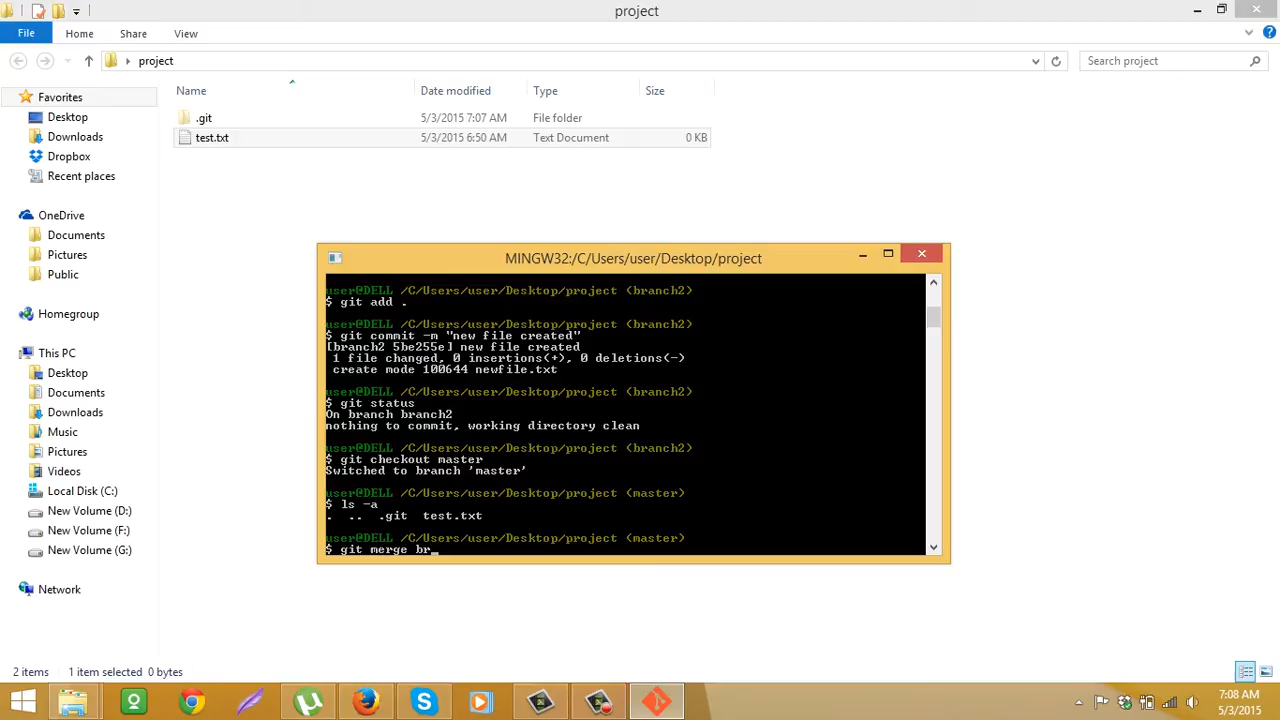 project
File
Home
Share
View
project
Search project
Name
Date modified
Type
Size
.git
5/3/2015 7:07 AM
File folder
test.txt
5/3/2015 6:50 AM
Text Document
0 KB
Favorites
Desktop
Downloads
Dropbox
Recent places
OneDrive
Documents
Pictures
Public
Homegroup
This PC
Desktop
Documents
Downloads
Music
Pictures
Videos
Local Disk (C:)
New Volume (D:)
New Volume (F:)
New Volume (G:)
Network
MINGW32:/C/Users/user/Desktop/project
user@DELL /C/Users/user/Desktop/project (branch2)
$ git add .
user@DELL /C/Users/user/Desktop/project (branch2)
$ git commit -m "new file created"
[branch2 5be255e] new file created
1 file changed, 0 insertions(+), 0 deletions(-)
create mode 100644 newfile.txt
user@DELL /C/Users/user/Desktop/project (branch2)
$ git status
On branch branch2
nothing to commit, working directory clean
user@DELL /C/Users/user/Desktop/project (branch2)
$ git checkout master
Switched to branch 'master'
user@DELL /C/Users/user/Desktop/project (master)
$ ls -a
. .. .git test.txt
user@DELL /C/Users/user/Desktop/project (master)
$ git merge br_
2 items
1 item selected 0 bytes
7:08 AM
5/3/2015